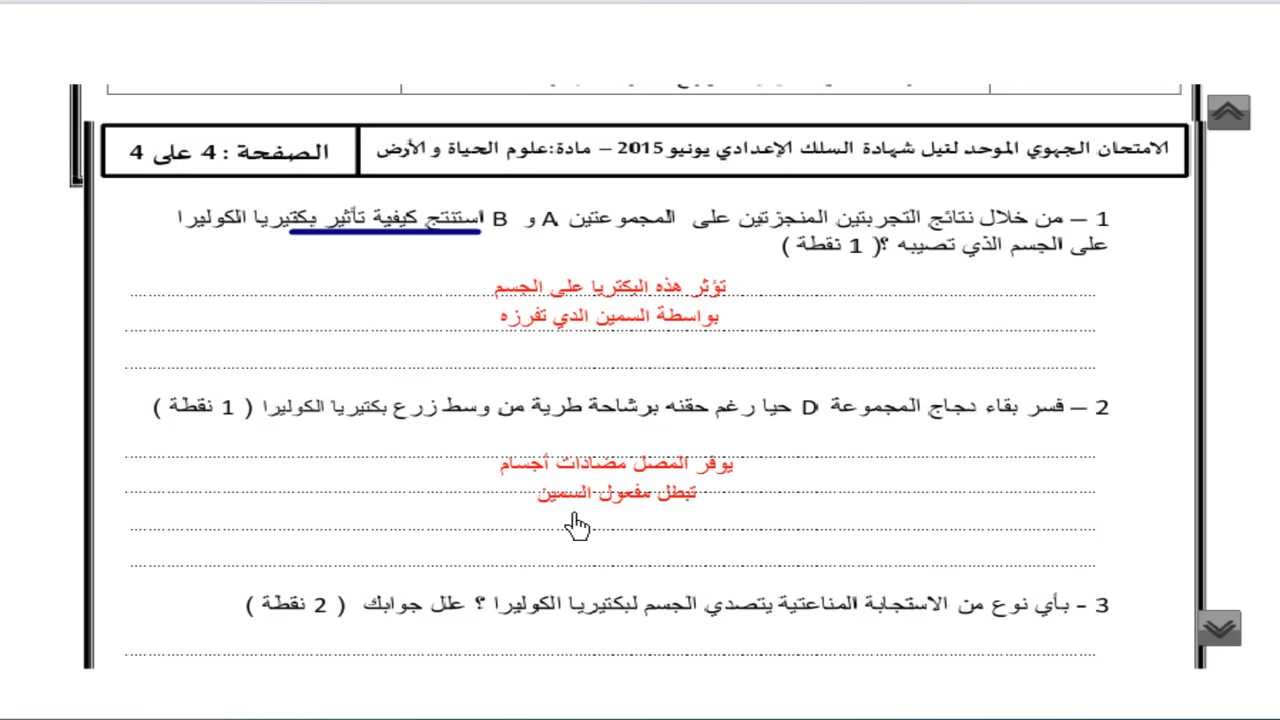 الامتحان الجهوي الموحد لنيل شهادة السلك الإعدادي يونيو 2015 – مادة:علوم الحياة و الأرض
الصفحة : 4 على 4
1 – من خلال نتائج التجربتين المنجزتين على المجموعتين A و B استنتج كيفية تأثير بكتيريا الكوليرا
على الجسم الذي تصيبه ؟( 1 نقطة )
تؤثر هذه البكتريا على الجسم
بواسطة السمين الدي تفرزه
2 – فسر بقاء دجاج المجموعة D حيا رغم حقنه برشاحة طرية من وسط زرع بكتيريا الكوليرا ( 1 نقطة )
يوفر المصل مضادات أجسام
تبطل مفعول السمين
3 - بأي نوع من الاستجابة المناعتية يتصدي الجسم لبكتيريا الكوليرا ؟ علل جوابك ( 2 نقطة )